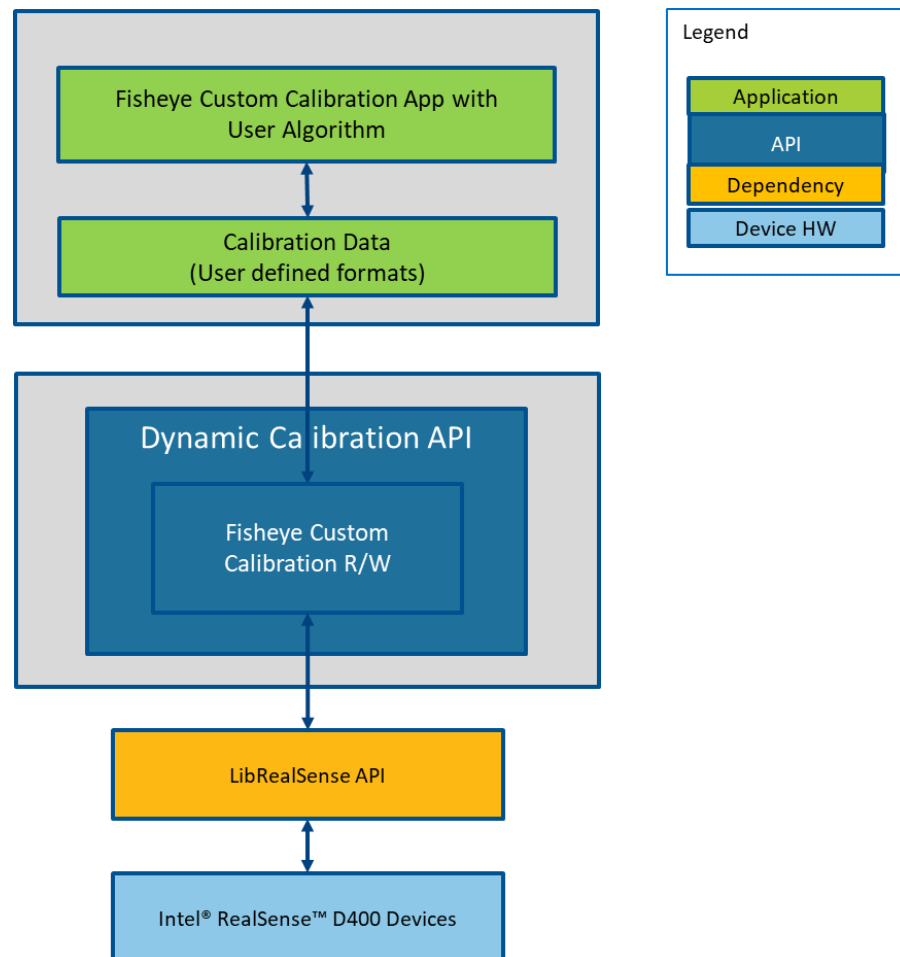 Fisheye Custom Calibration App with
User Algorithm
Calibration Data
(User defined formats)
Dynamic Calibration API
Fisheye Custom
Calibration R/W
LibRealSense API
Intel® RealSense™ D400 Devices
Legend
Application
API
Dependency
Device HW